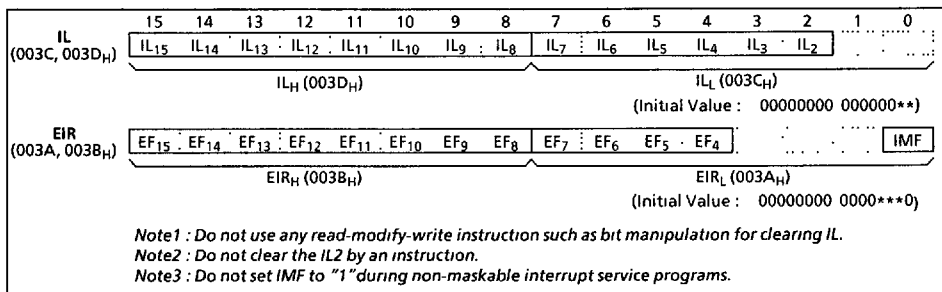 15 14 13 12 11 10 9 8 7 6 5 4 3 2 1 0
IL
(003C, 003DH)
IL15 IL14 IL13 IL12 IL11 IL10 IL9 IL8 IL7 IL6 IL5 IL4 IL3 IL2
ILH (003DH) ILL (003CH)
(Initial Value : 00000000 000000**)
EIR
(003A, 003BH)
EF15 EF14 EF13 EF12 EF11 EF10 EF9 EF8 EF7 EF6 EF5 EF4 IMF
EIRH (003BH) EIRL (003AH)
(Initial Value : 00000000 0000***0)
Note1 : Do not use any read-modify-write instruction such as bit manipulation for clearing IL.
Note2 : Do not clear the IL2 by an instruction.
Note3 : Do not set IMF to "1" during non-maskable interrupt service programs.